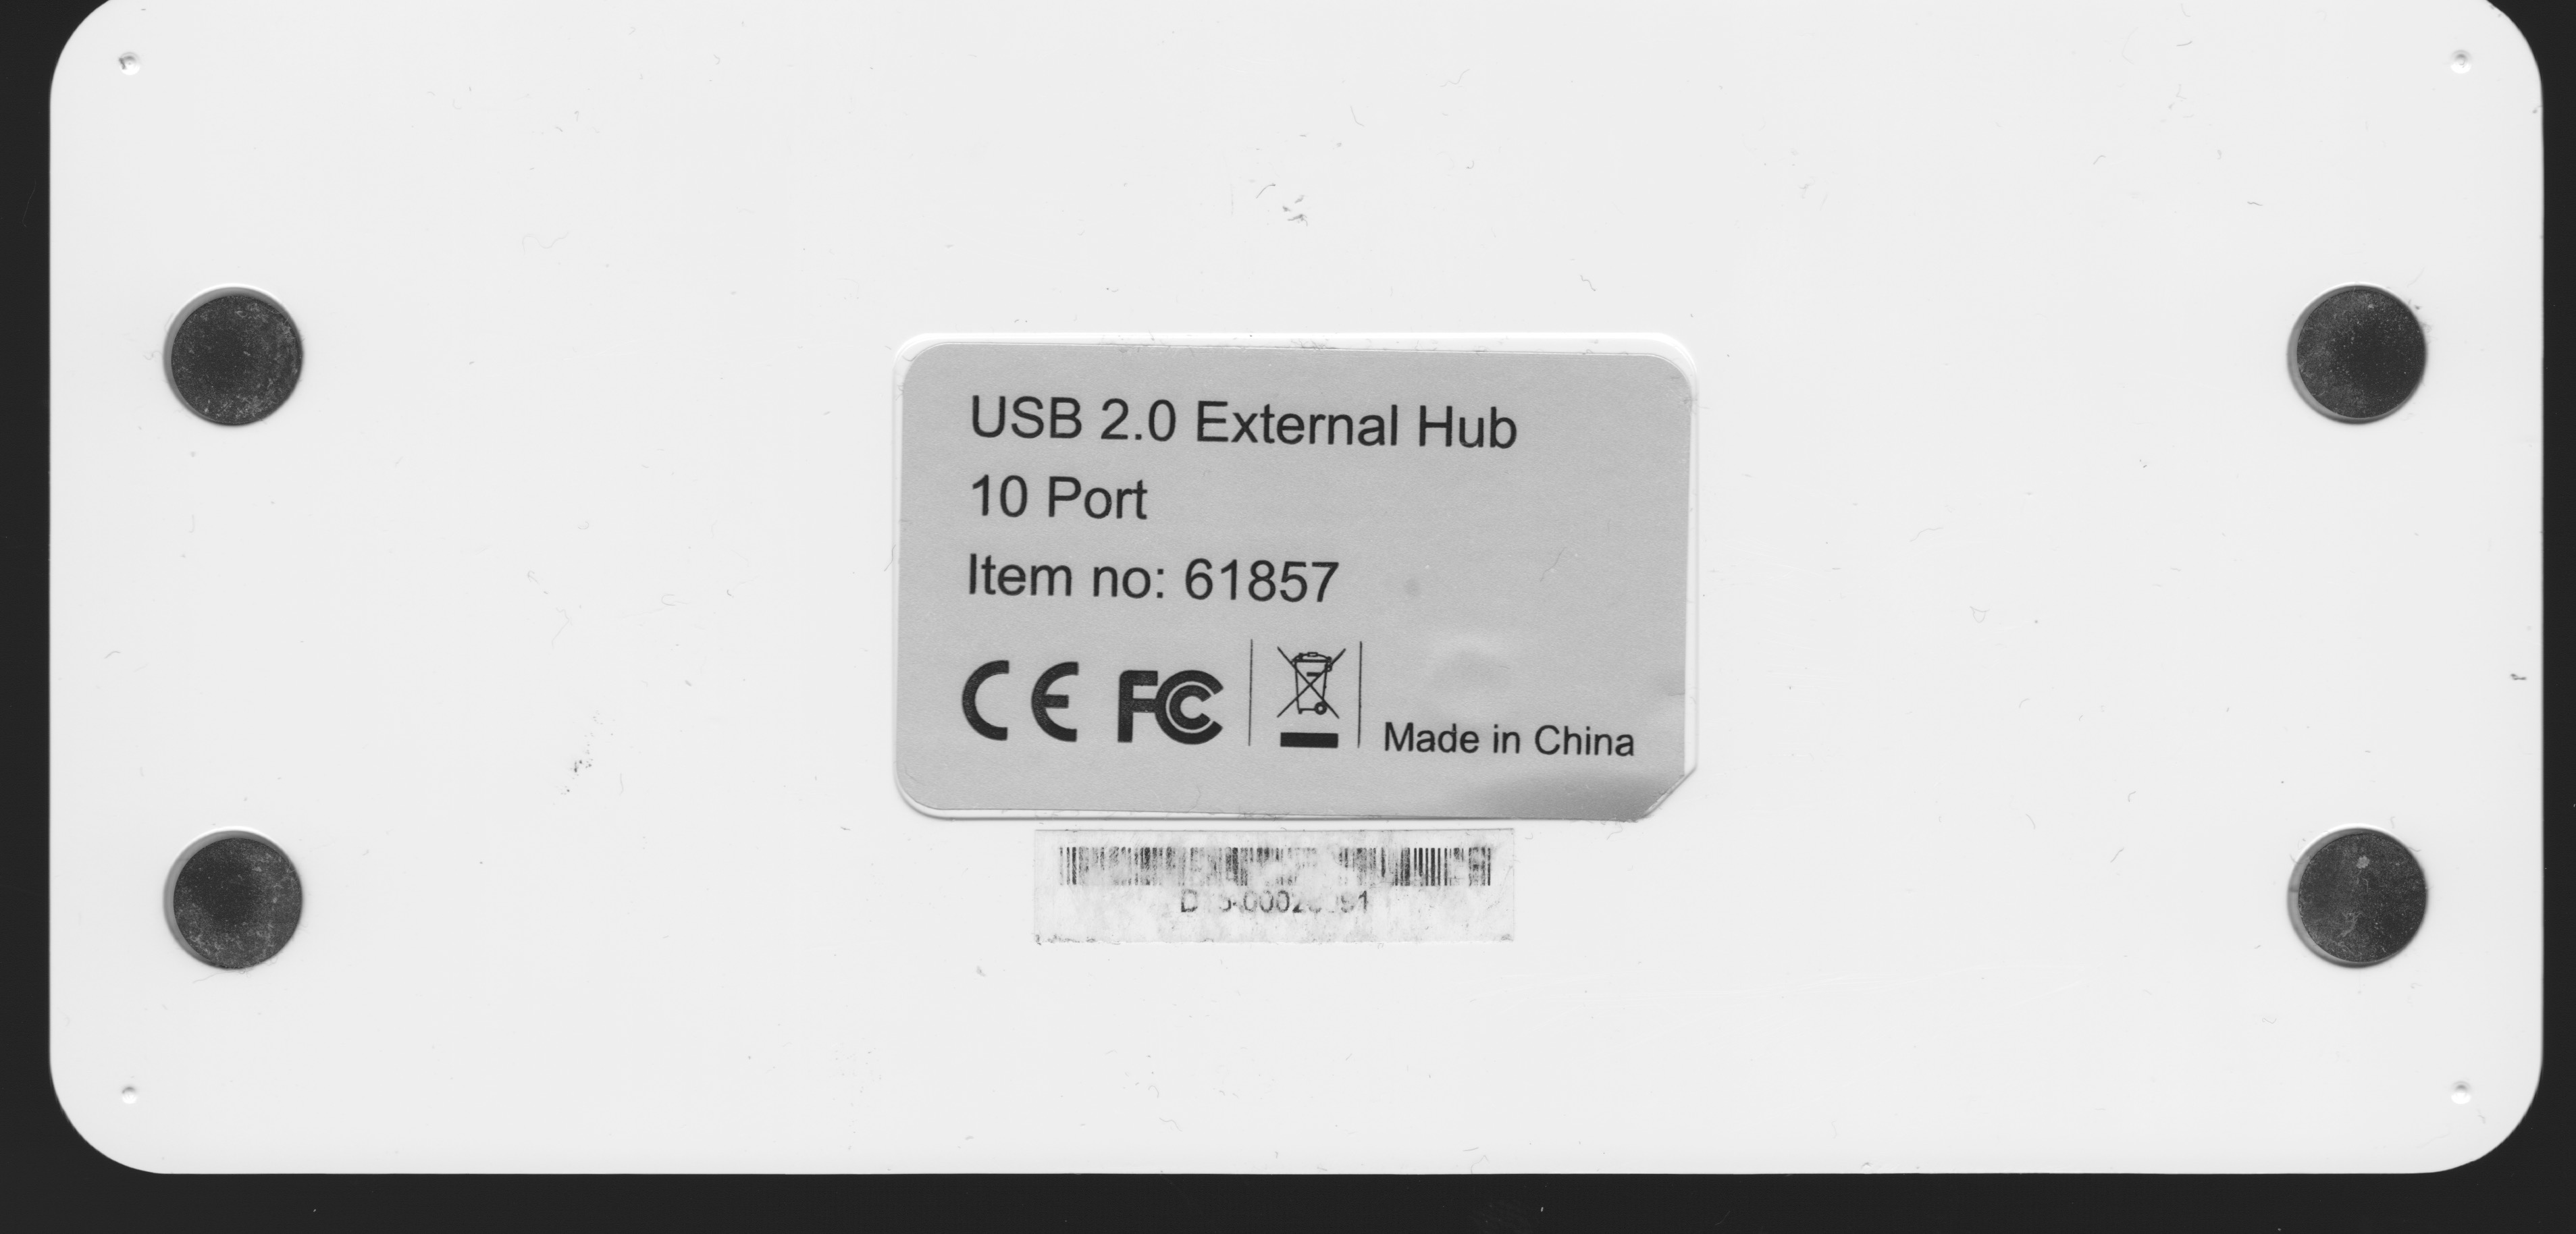 USB 2.0 External Hub
10 Port
Item no: 61857
CE FC
Made in China